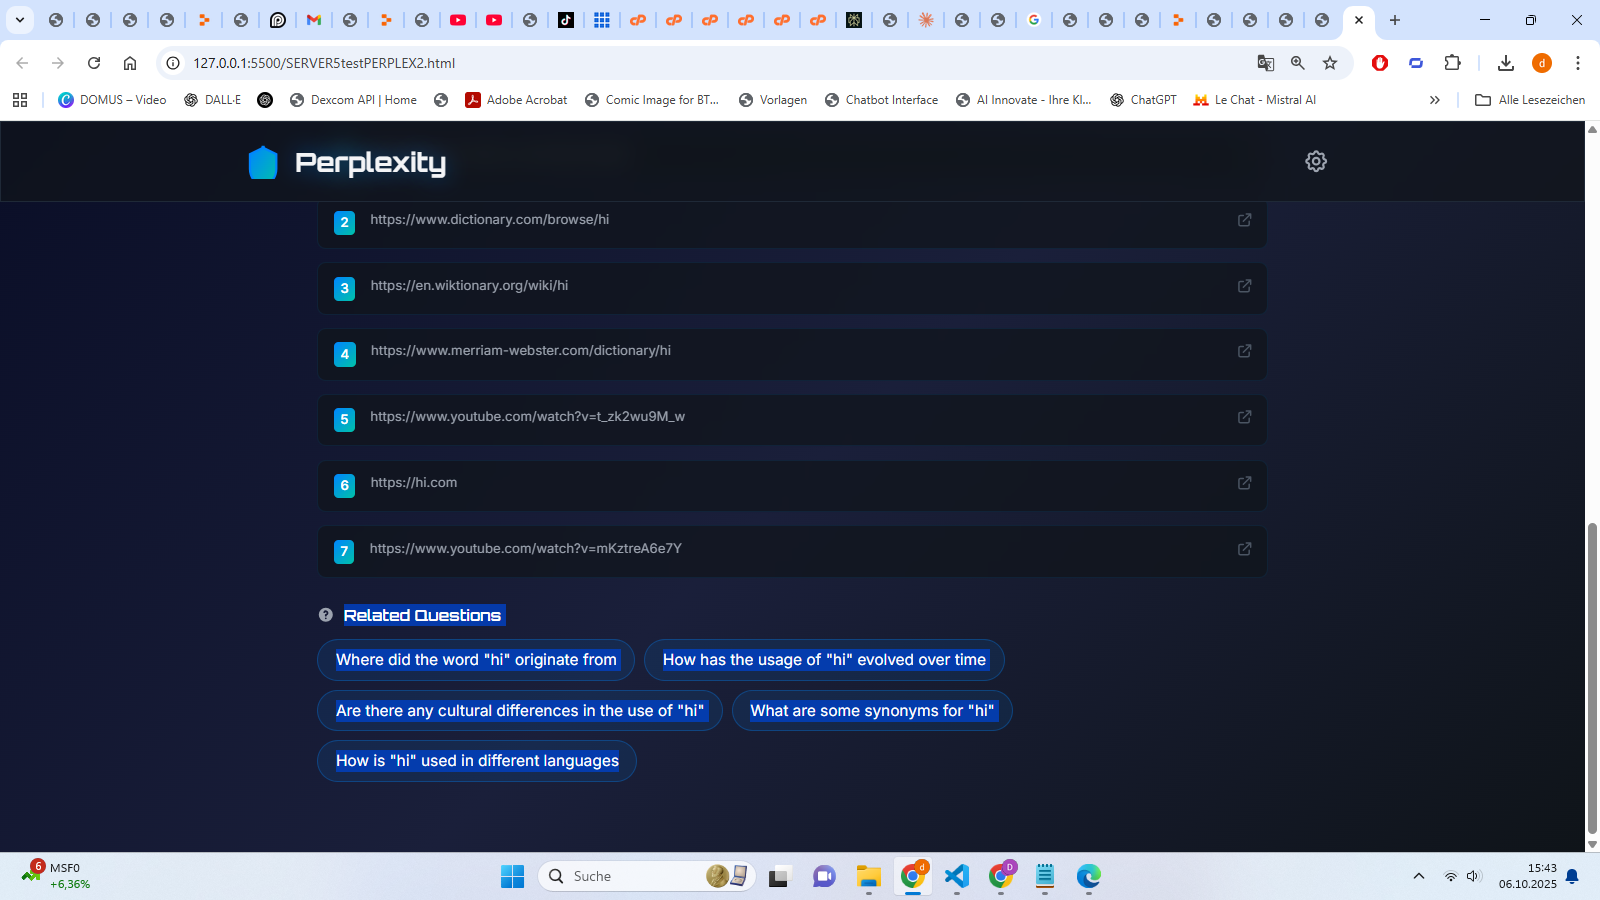 127.0.0.1:5500/SERVER5testPERPLEX2.html
DOMUS – Video
DALL·E
Dexcom API | Home
Adobe Acrobat
Comic Image for BT...
Vorlagen
Chatbot Interface
AI Innovate - Ihre KI...
ChatGPT
Le Chat - Mistral AI
Alle Lesezeichen
Perplexity
2 https://www.dictionary.com/browse/hi
3 https://en.wiktionary.org/wiki/hi
4 https://www.merriam-webster.com/dictionary/hi
5 https://www.youtube.com/watch?v=t_zk2wu9M_w
6 https://hi.com
7 https://www.youtube.com/watch?v=mKztreA6e7Y
Related Questions
Where did the word "hi" originate from
How has the usage of "hi" evolved over time
Are there any cultural differences in the use of "hi"
What are some synonyms for "hi"
How is "hi" used in different languages
6
MSF0
+6,36%
Suche
d
D
15:43
06.10.2025